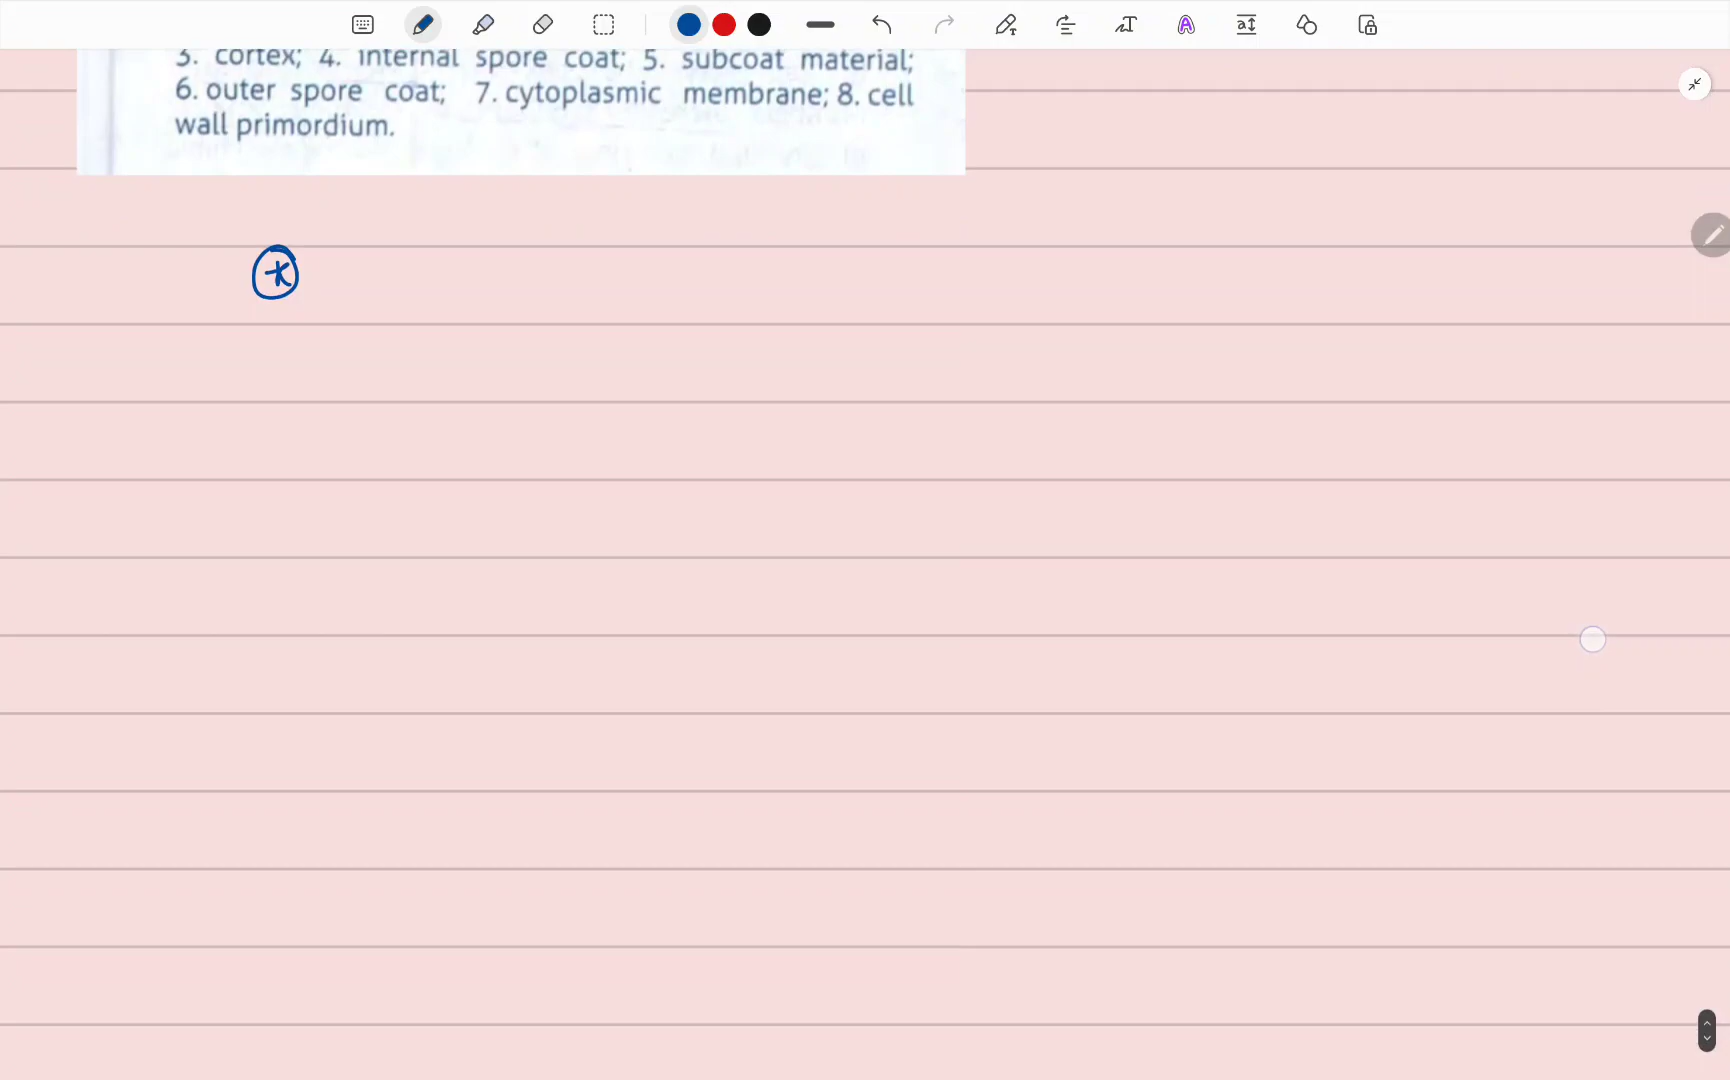 3. cortex; 4. internal spore coat; 5. subcoat material;
6. outer spore coat; 7. cytoplasmic membrane; 8. cell
wall primordium.